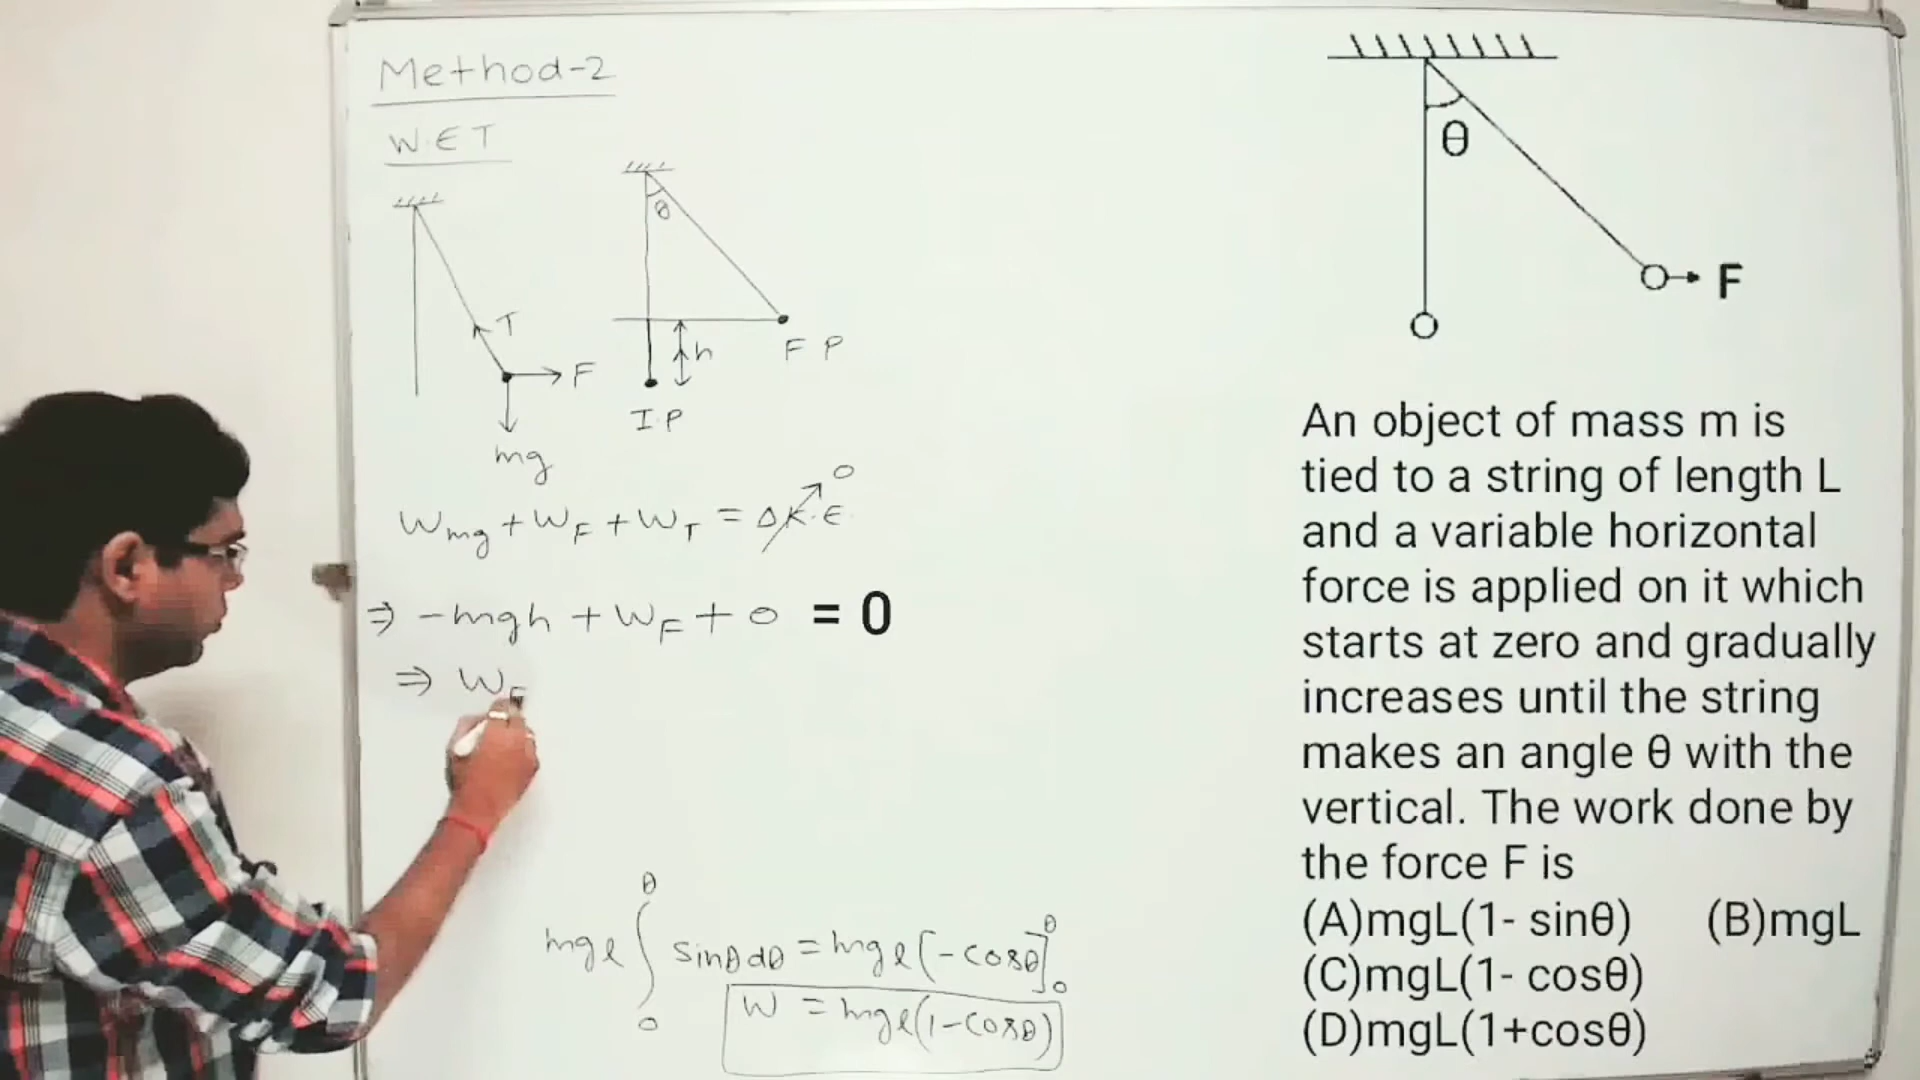 Method-2
W.E T
θ
T
F
mg
h
F P
I.P
W_mg + W_F + W_T = ΔK.E 0
⇒ -mgh + W_F + 0 = 0
⇒ W_F
mgℓ ∫_0^θ sinθ dθ = mgℓ [-cosθ]_0^θ
W = mgℓ(1-cosθ)
θ
F
An object of mass m is
tied to a string of length L
and a variable horizontal
force is applied on it which
starts at zero and gradually
increases until the string
makes an angle θ with the
vertical. The work done by
the force F is
(A)mgL(1- sinθ) (B)mgL
(C)mgL(1- cosθ)
(D)mgL(1+cosθ)